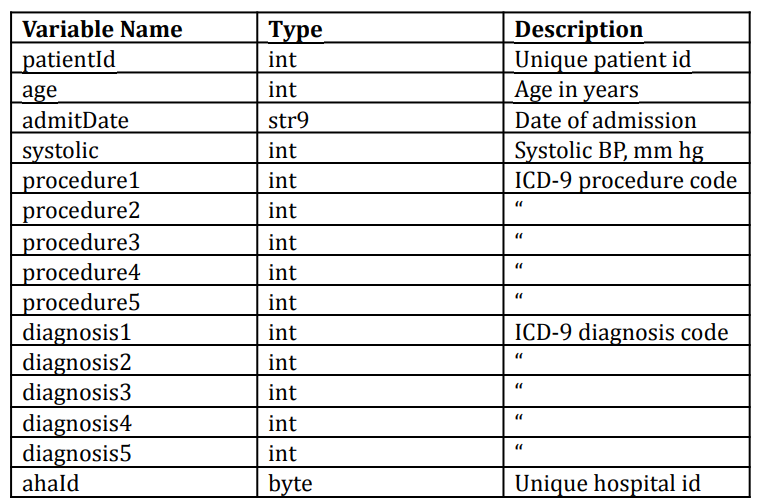 Variable Name Type Description
patientId int Unique patient id
age int Age in years
admitDate str9 Date of admission
systolic int Systolic BP, mm hg
procedure1 int ICD-9 procedure code
procedure2 int “
procedure3 int “
procedure4 int “
procedure5 int “
diagnosis1 int ICD-9 diagnosis code
diagnosis2 int “
diagnosis3 int “
diagnosis4 int “
diagnosis5 int “
ahaId byte Unique hospital id